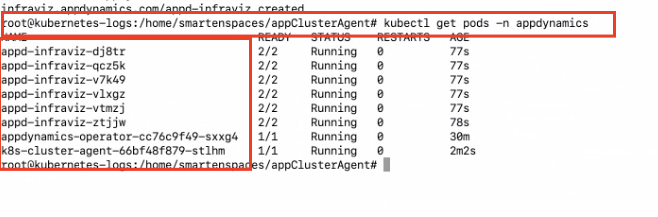 infraviz.appdynamics.com/appd-infraviz created
root@kubernetes-logs:/home/smartenspaces/appClusterAgent# kubectl get pods -n appdynamics
NAME READY STATUS RESTARTS AGE
appd-infraviz-dj8tr 2/2 Running 0 77s
appd-infraviz-qcz5k 2/2 Running 0 77s
appd-infraviz-v7k49 2/2 Running 0 77s
appd-infraviz-vlxgz 2/2 Running 0 77s
appd-infraviz-vtmzj 2/2 Running 0 77s
appd-infraviz-ztjjw 2/2 Running 0 78s
appdynamics-operator-cc76c9f49-sxxg4 1/1 Running 0 30m
k8s-cluster-agent-66bf48f879-stlhm 1/1 Running 0 2m2s
root@kubernetes-logs:/home/smartenspaces/appClusterAgent#